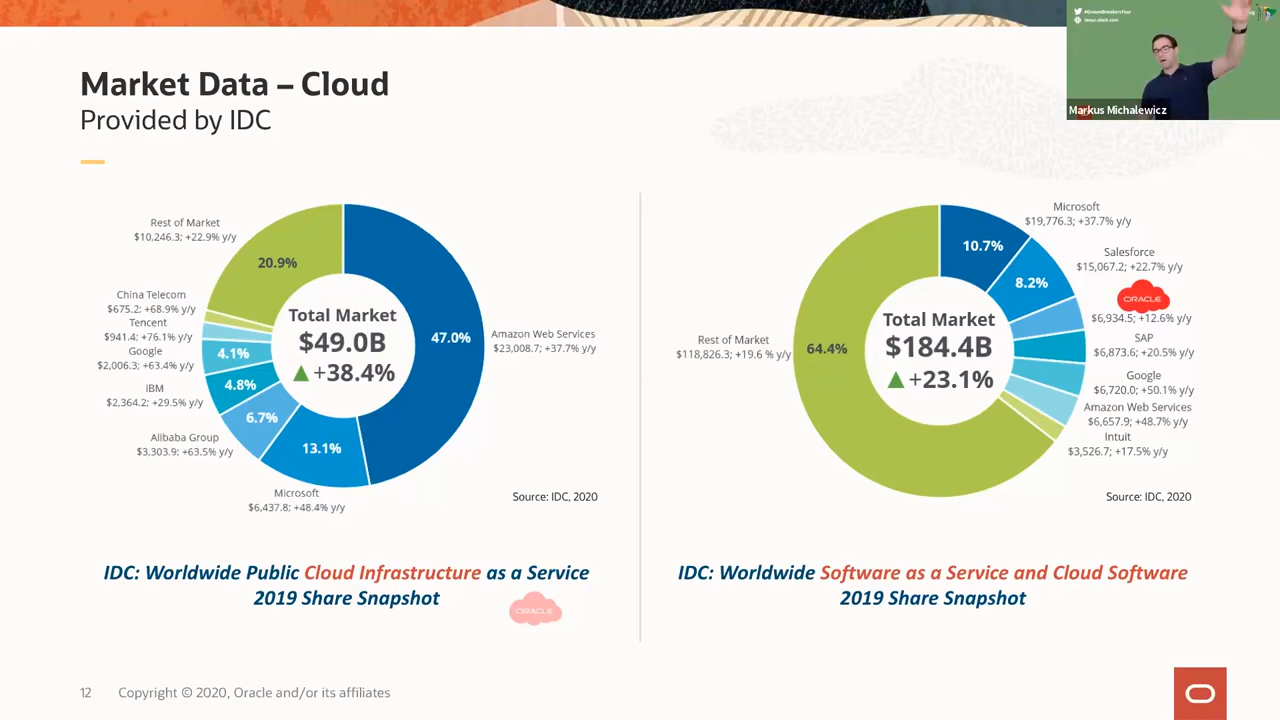 Market Data – Cloud
Provided by IDC
#GroundBreakersTour
Markus Michalewicz
Rest of Market
$10,246.3; +22.9% y/y
20.9%
China Telecom
$675.2; +68.9% y/y
Tencent
$941.4; +76.1% y/y
Google
$2,006.3; +63.4% y/y
4.1%
IBM
$2,364.2; +29.5% y/y
4.8%
Alibaba Group
$3,303.9; +63.5% y/y
6.7%
Microsoft
$6,437.8; +48.4% y/y
13.1%
Amazon Web Services
$23,008.7; +37.7% y/y
47.0%
Total Market
$49.0B
▲+38.4%
Source: IDC, 2020
IDC: Worldwide Public Cloud Infrastructure as a Service
2019 Share Snapshot
ORACLE
Microsoft
$19,776.3; +37.7% y/y
10.7%
Salesforce
$15,067.2; +22.7% y/y
8.2%
ORACLE
$6,934.5; +12.6% y/y
SAP
$6,873.6; +20.5% y/y
Google
$6,720.0; +50.1% y/y
Amazon Web Services
$6,657.9; +48.7% y/y
Intuit
$3,526.7; +17.5% y/y
Rest of Market
$118,826.3; +19.6 % y/y
64.4%
Total Market
$184.4B
▲+23.1%
Source: IDC, 2020
IDC: Worldwide Software as a Service and Cloud Software
2019 Share Snapshot
12 Copyright © 2020, Oracle and/or its affiliates